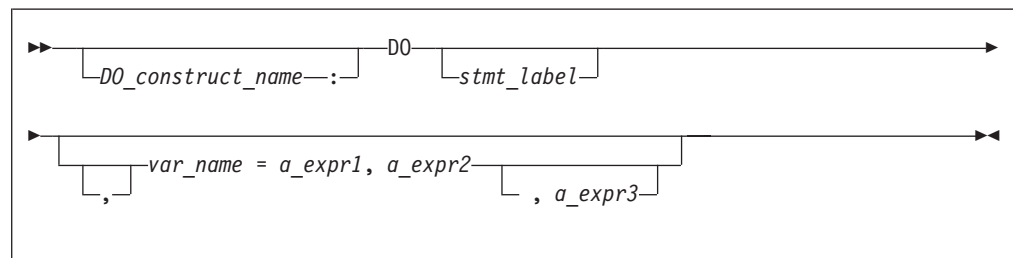 DO
DO_construct_name : stmt_label
var_name = a_expr1, a_expr2
, , a_expr3